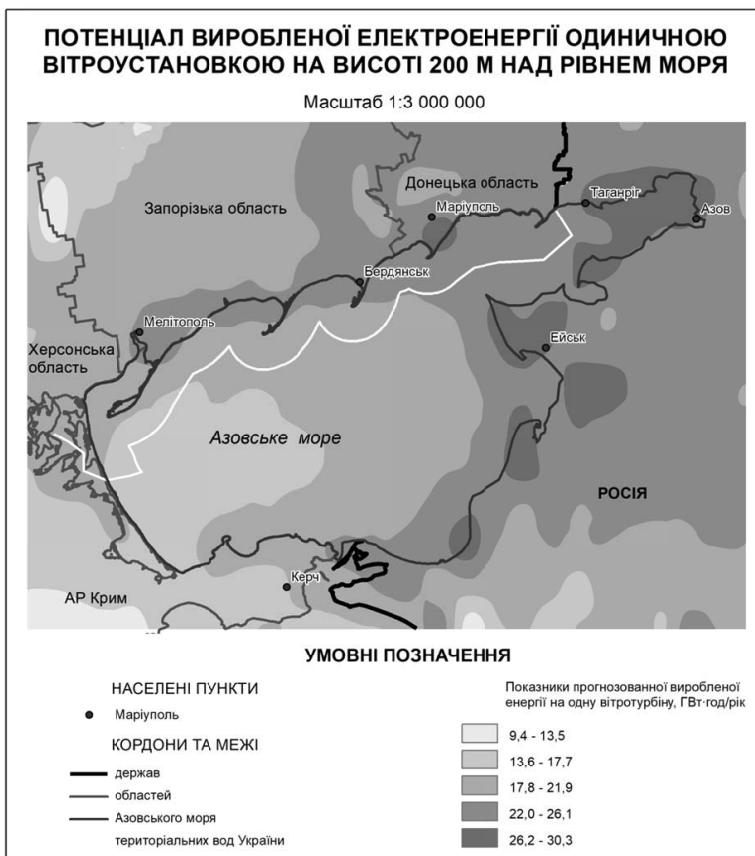 ПОТЕНЦІАЛ ВИРОБЛЕНОЇ ЕЛЕКТРОЕНЕРГІЇ ОДИНИЧНОЮ
ВІТРОУСТАНОВКОЮ НА ВИСОТІ 200 М НАД РІВНЕМ МОРЯ
Масштаб 1:3 000 000
Донецька область
Таганріг
Запорізька область
Маріуполь
Азов
Бердянськ
Мелітополь
Ейськ
Херсонська
область
Азовське море
РОСІЯ
Керч
АР Крим
УМОВНІ ПОЗНАЧЕННЯ
НАСЕЛЕНІ ПУНКТИ
Маріуполь
КОРДОНИ ТА МЕЖІ
держав
областей
Азовського моря
територіальних вод України
Показники прогнозованної виробленої
енергії на одну вітротурбіну, ГВт·год/рік
9,4 - 13,5
13,6 - 17,7
17,8 - 21,9
22,0 - 26,1
26,2 - 30,3